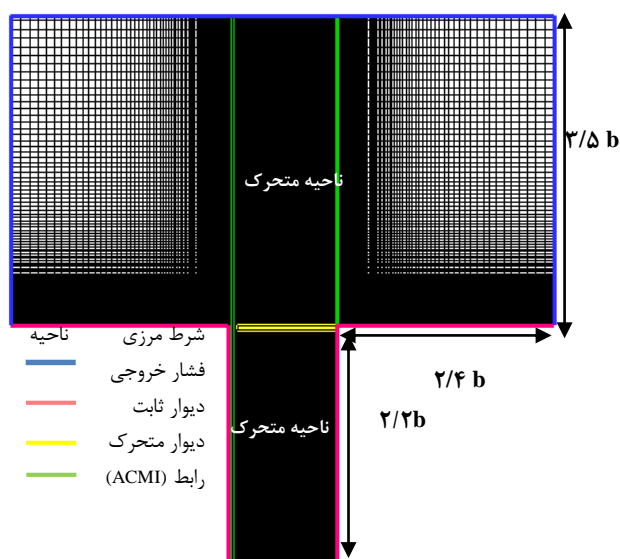 ۳/۵ b
ناحیه متحرک
شرط مرزی ناحیه
فشار خروجی
دیوار ثابت
دیوار متحرک
رابط (ACMI)
۲/۴ b
۲/۲b
ناحیه متحرک